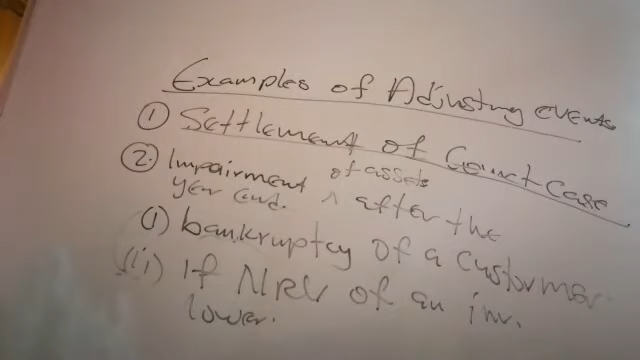 Examples of Adjusting events
① Settlement of Court Case
② Impairment of assets after the
year end.
(i) bankruptcy of a customer
(ii) If NRV of an inv.
lower.